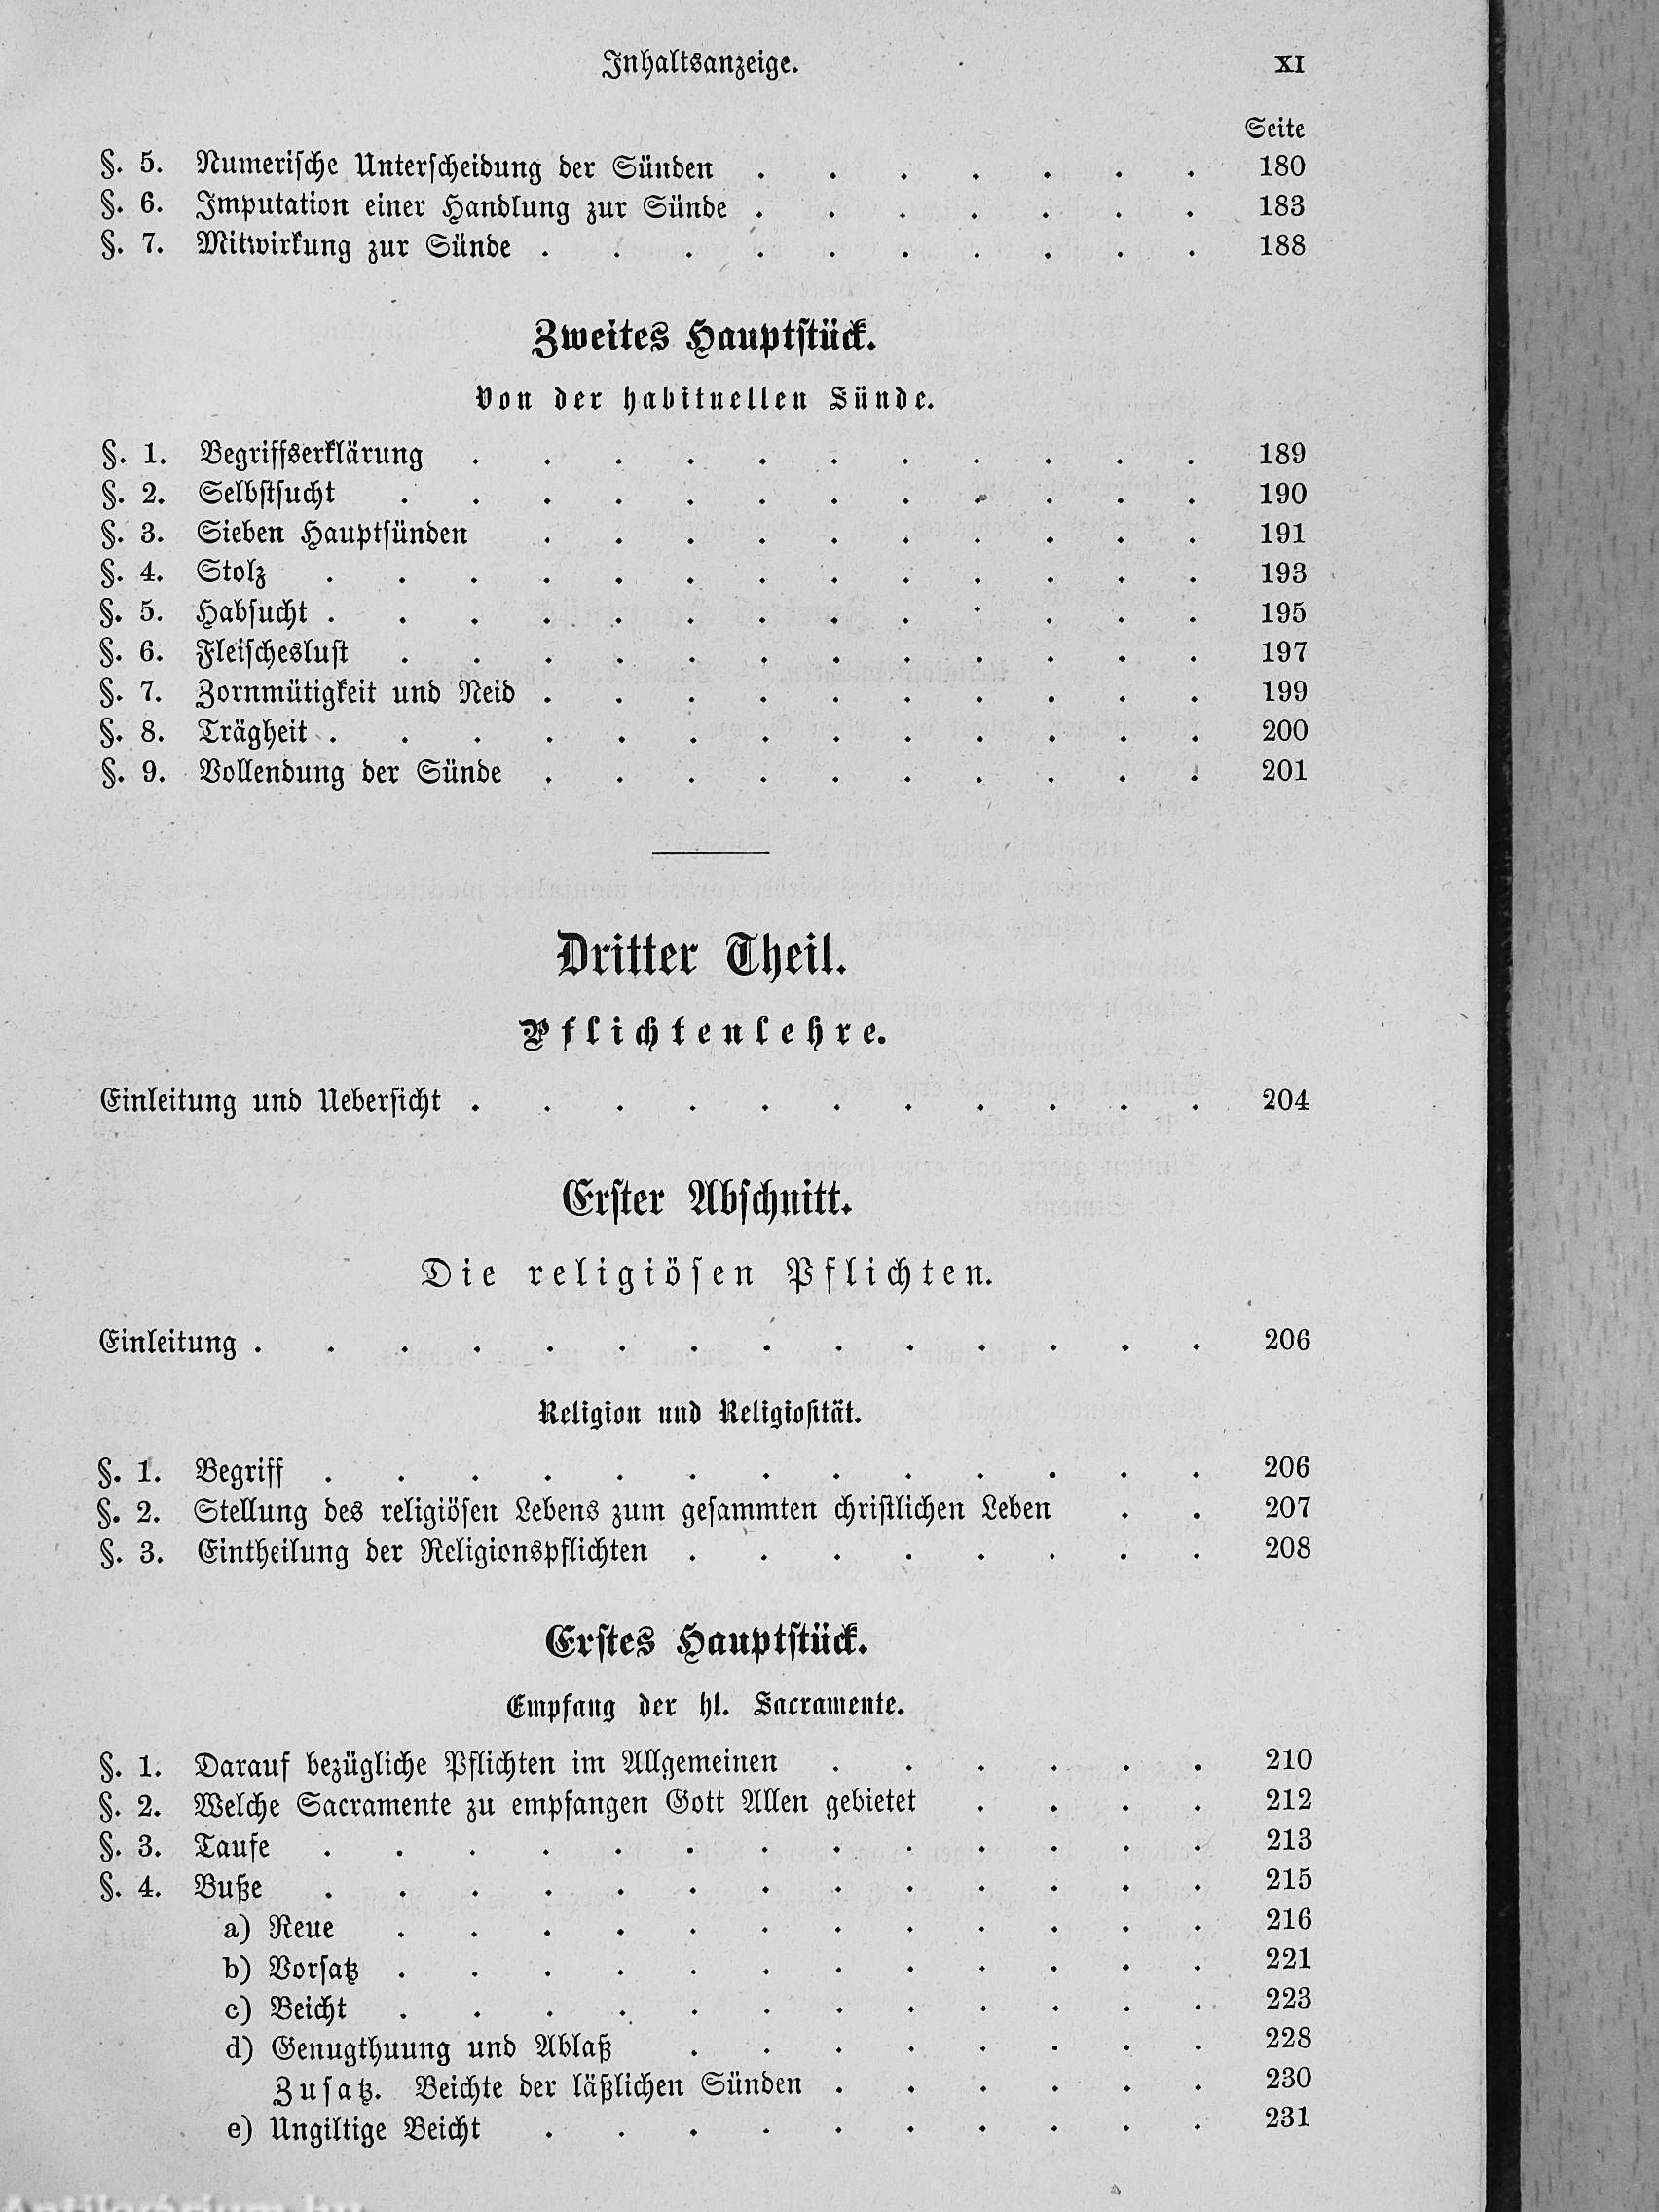 Inhaltsanzeige. XI
Seite
§. 5. Numerische Unterscheidung der Sünden . . . . . . . 180
§. 6. Imputation einer Handlung zur Sünde . . . . . . . 183
§. 7. Mitwirkung zur Sünde . . . . . . . . . . 188
Zweites Hauptstück.
Von der habituellen Sünde.
§. 1. Begriffserklärung . . . . . . . . . . . 189
§. 2. Selbstsucht . . . . . . . . . . . . 190
§. 3. Sieben Hauptsünden . . . . . . . . . . 191
§. 4. Stolz . . . . . . . . . . . . . 193
§. 5. Habsucht . . . . . . . . . . . . . 195
§. 6. Fleischeslust . . . . . . . . . . . . 197
§. 7. Zornmütigkeit und Neid . . . . . . . . . . 199
§. 8. Trägheit . . . . . . . . . . . . . 200
§. 9. Vollendung der Sünde . . . . . . . . . . 201
Dritter Theil.
Pflichtenlehre.
Einleitung und Uebersicht . . . . . . . . . . . 204
Erster Abschnitt.
Die religiösen Pflichten.
Einleitung . . . . . . . . . . . . . . 206
Religion und Religiosität.
§. 1. Begriff . . . . . . . . . . . . . 206
§. 2. Stellung des religiösen Lebens zum gesammten christlichen Leben . . 207
§. 3. Eintheilung der Religionspflichten . . . . . . . . 208
Erstes Hauptstück.
Empfang der hl. Sacramente.
§. 1. Darauf bezügliche Pflichten im Allgemeinen . . . . . . 210
§. 2. Welche Sacramente zu empfangen Gott Allen gebietet . . . . 212
§. 3. Taufe . . . . . . . . . . . . . 213
§. 4. Buße . . . . . . . . . . . . . 215
a) Reue . . . . . . . . . . . . 216
b) Vorsatz . . . . . . . . . . . . 221
c) Beicht . . . . . . . . . . . . 223
d) Genugthuung und Ablaß . . . . . . . . 228
Zusatz. Beichte der läßlichen Sünden . . . . . . 230
e) Ungiltige Beicht . . . . . . . . . . 231